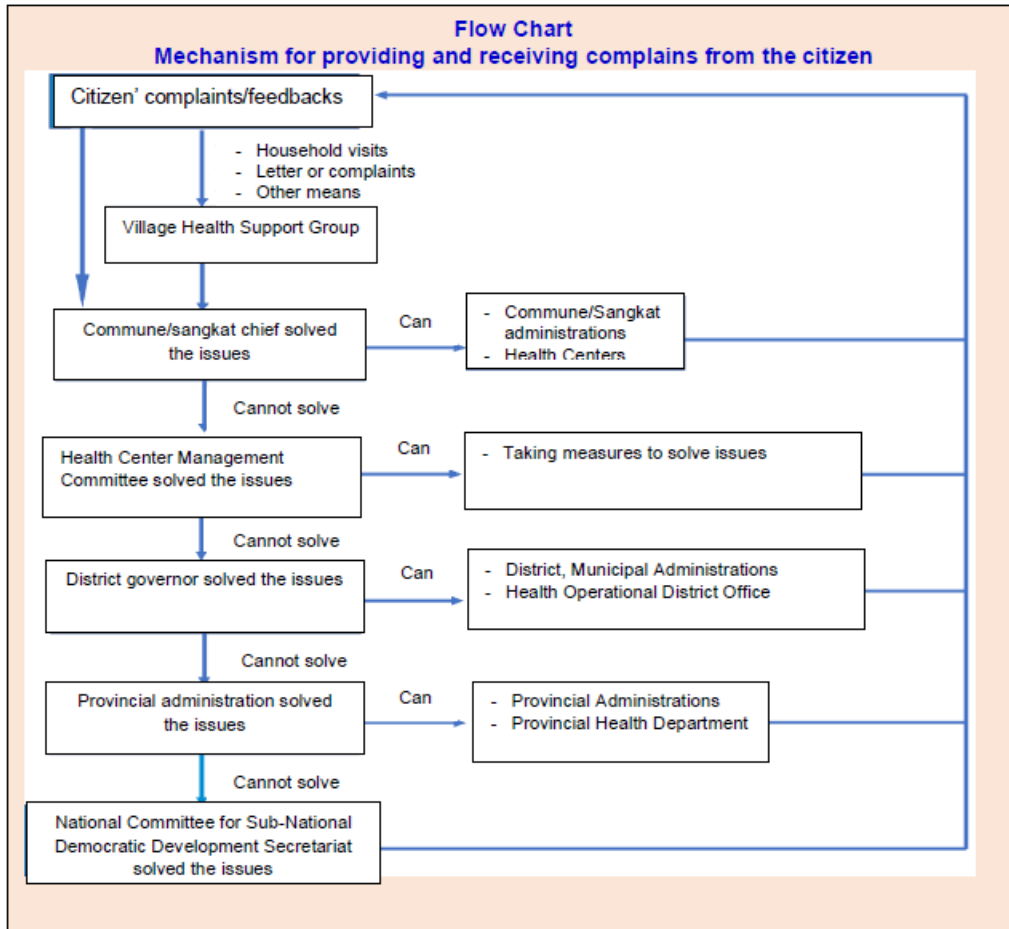 Flow Chart
Mechanism for providing and receiving complains from the citizen
Citizen’ complaints/feedbacks
- Household visits
- Letter or complaints
- Other means
Village Health Support Group
Commune/sangkat chief solved
the issues
Can
- Commune/Sangkat
administrations
- Health Centers
Cannot solve
Health Center Management
Committee solved the issues
Can
- Taking measures to solve issues
Cannot solve
District governor solved the issues
Can
- District, Municipal Administrations
- Health Operational District Office
Cannot solve
Provincial administration solved
the issues
Can
- Provincial Administrations
- Provincial Health Department
Cannot solve
National Committee for Sub-National
Democratic Development Secretariat
solved the issues